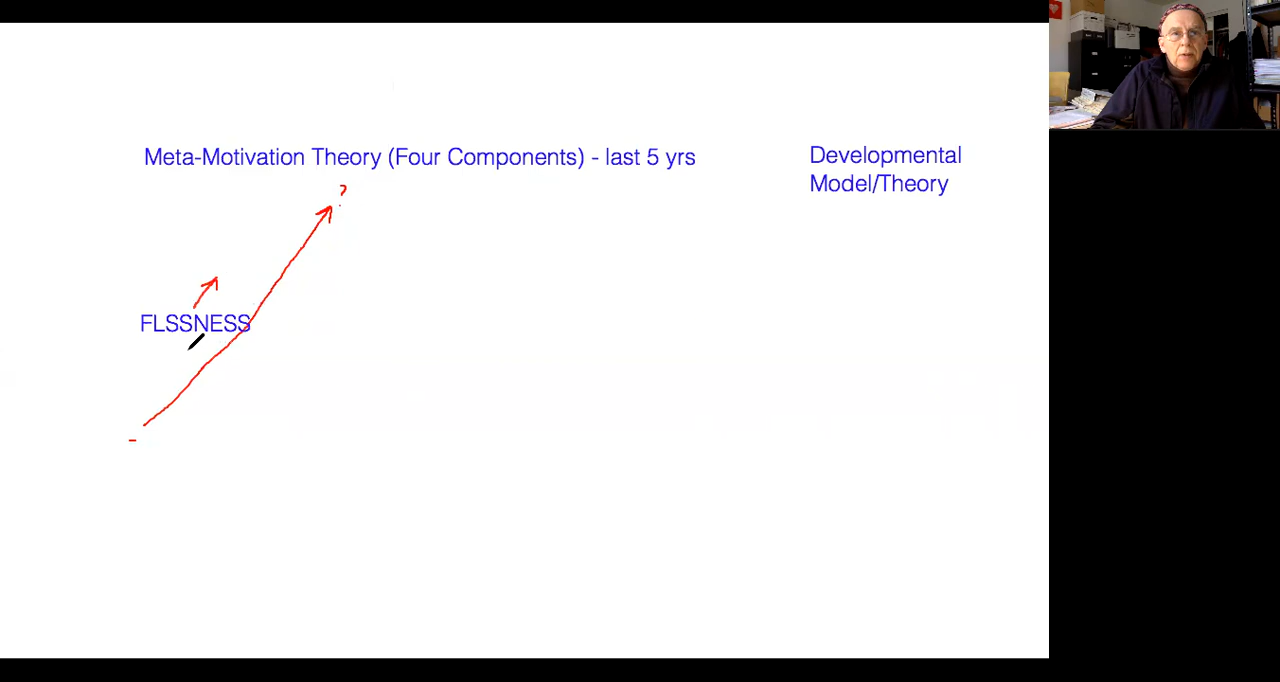 Meta-Motivation Theory (Four Components) - last 5 yrs
Developmental
Model/Theory
?
FLSSNESS
-